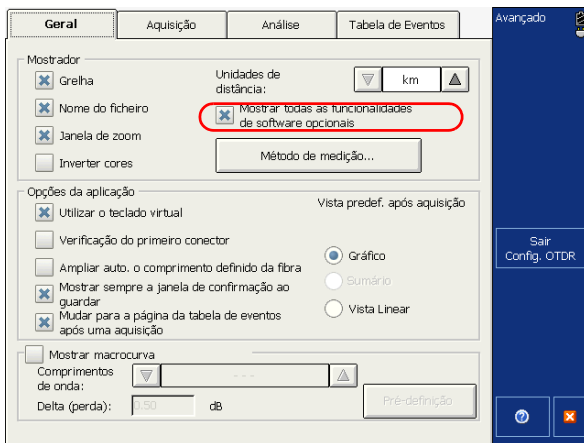 Geral
Aquisição
Análise
Tabela de Eventos
Avançado
Mostrador
Grelha
Unidades de
distância:
km
Nome do ficheiro
Mostrar todas as funcionalidades
de software opcionais
Janela de zoom
Inverter cores
Método de medição...
Opções da aplicação
Utilizar o teclado virtual
Vista predef. após aquisição
Verificação do primeiro conector
Gráfico
Ampliar auto. o comprimento definido da fibra
Sumário
Mostrar sempre a janela de confirmação ao
guardar
Vista Linear
Mudar para a página da tabela de eventos
após uma aquisição
Sair
Config. OTDR
Mostrar macrocurva
Comprimentos
de onda:
---
Delta (perda):
0.50
dB
Pré-definição